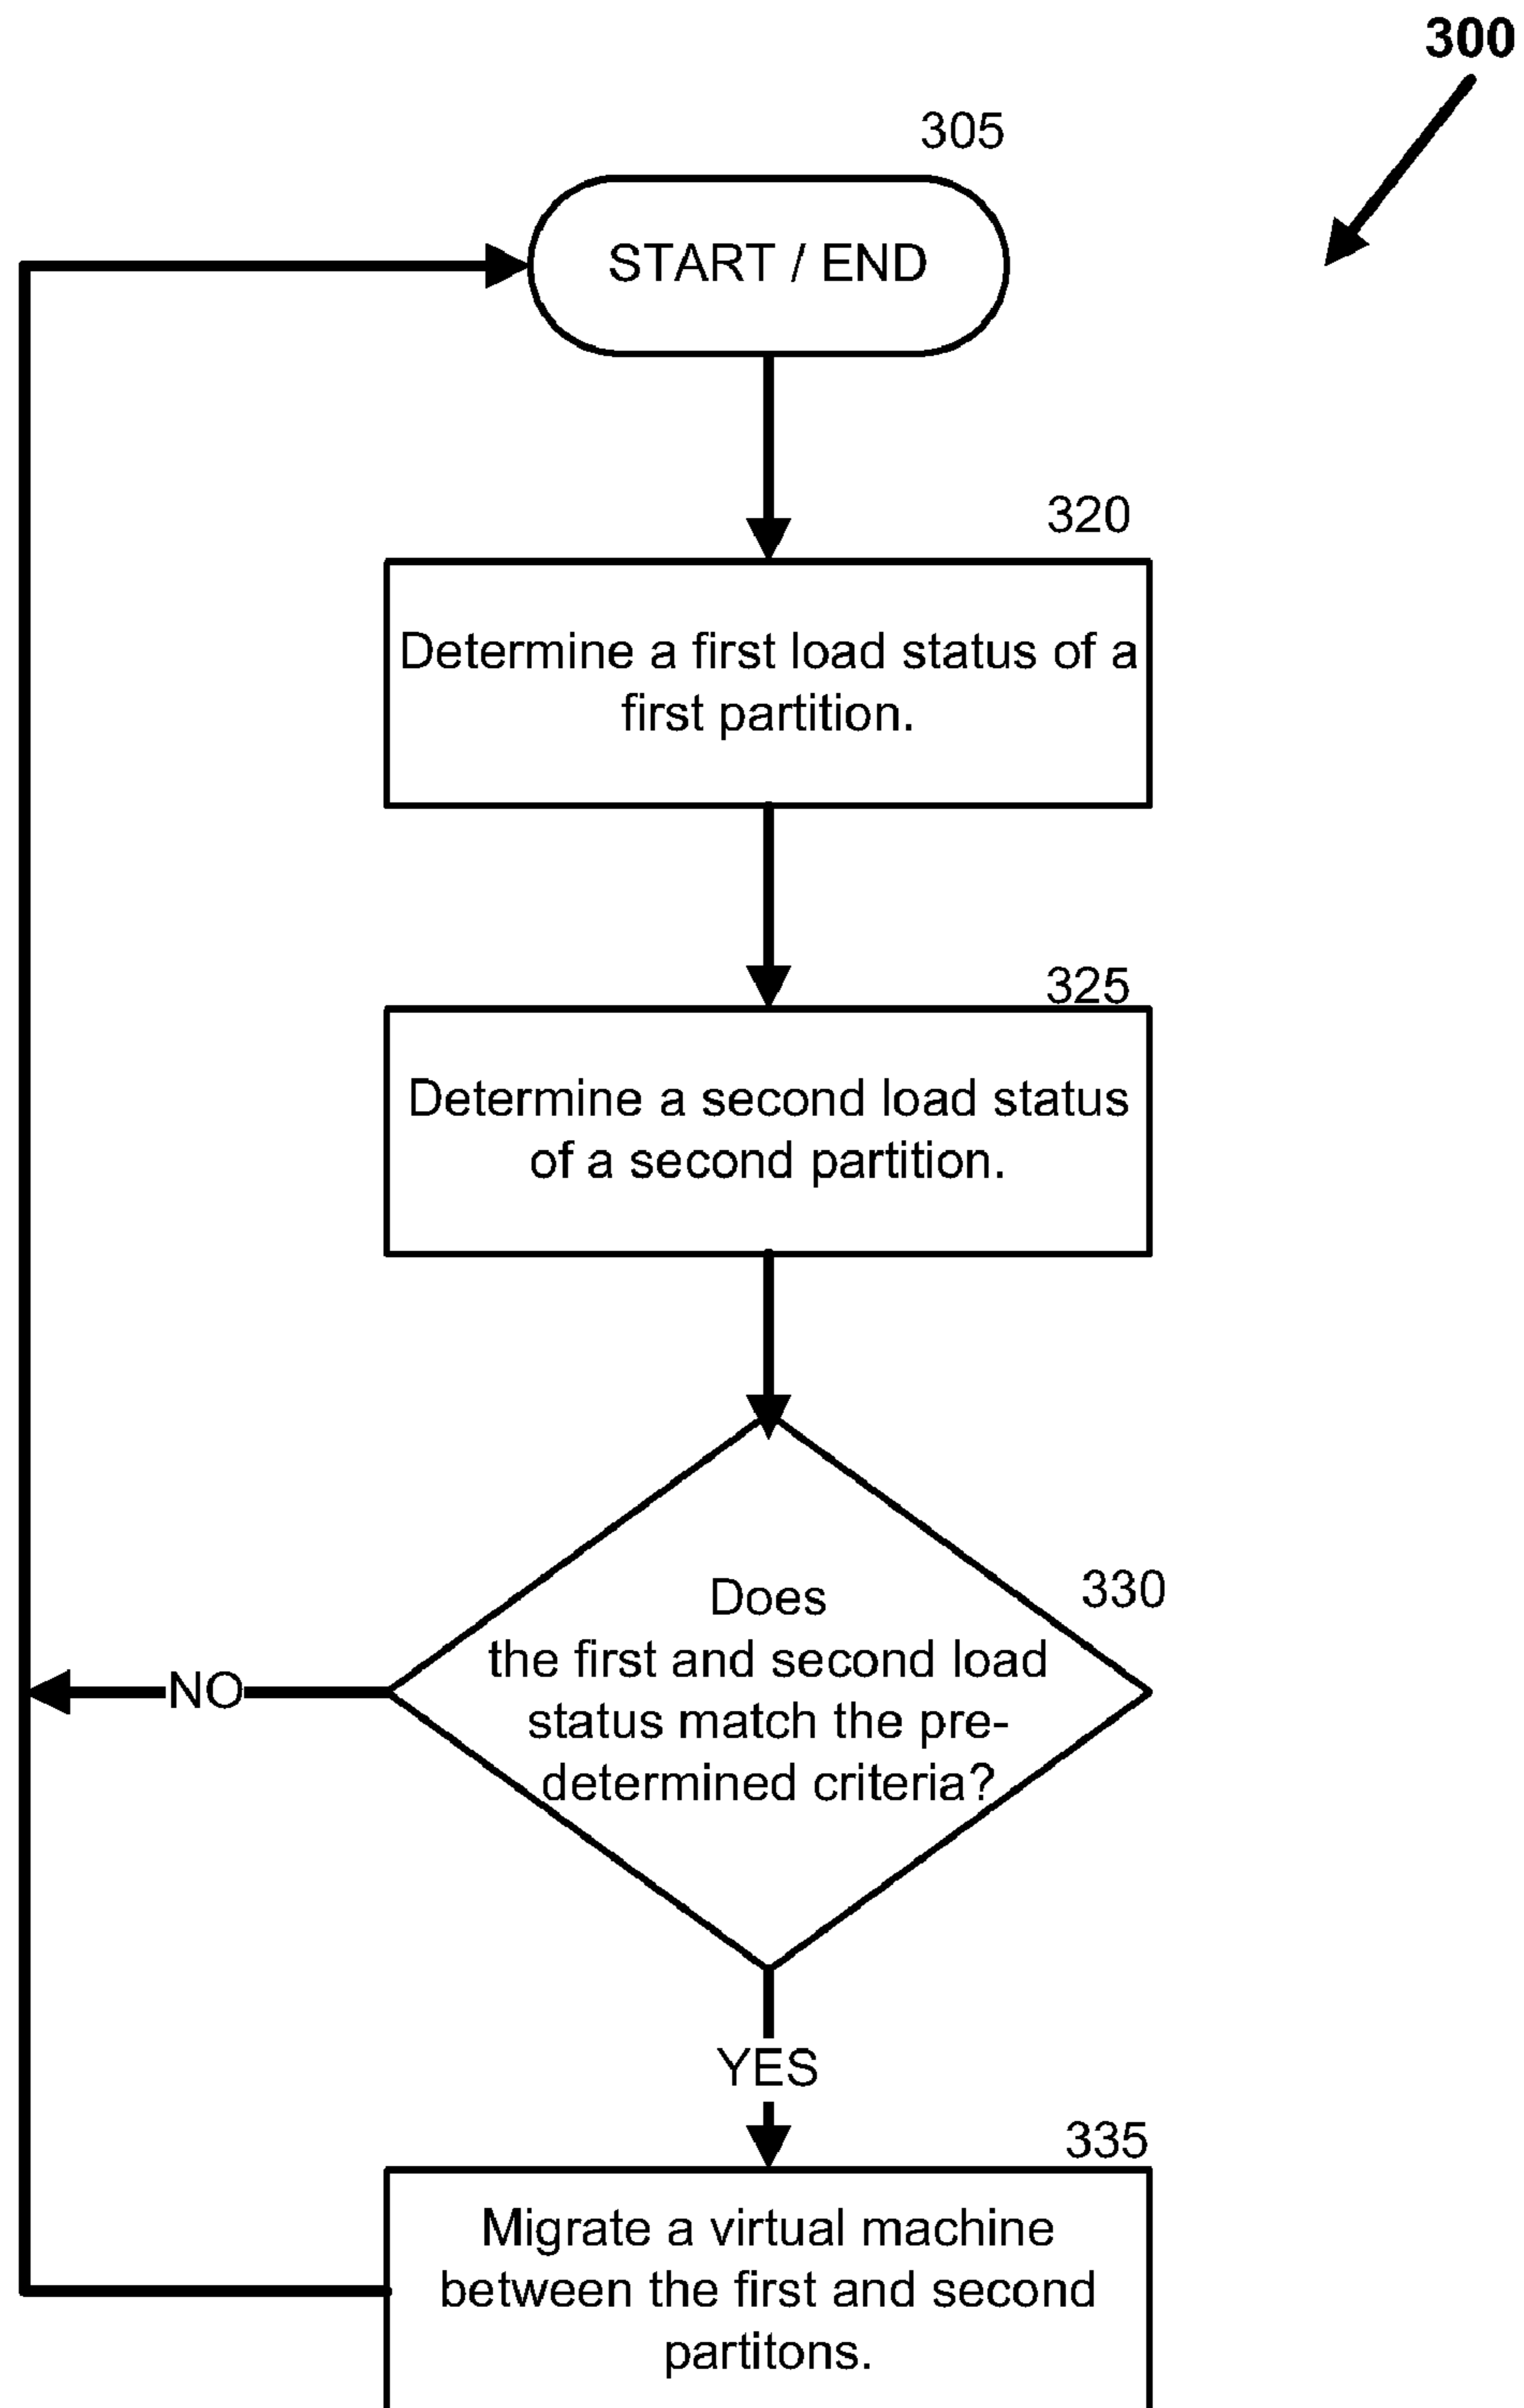 300
305
START / END
320
Determine a first load status of a
first partition.
325
Determine a second load status
of a second partition.
330
Does
the first and second load
status match the pre-
determined criteria?
NO
YES
335
Migrate a virtual machine
between the first and second
partitons.